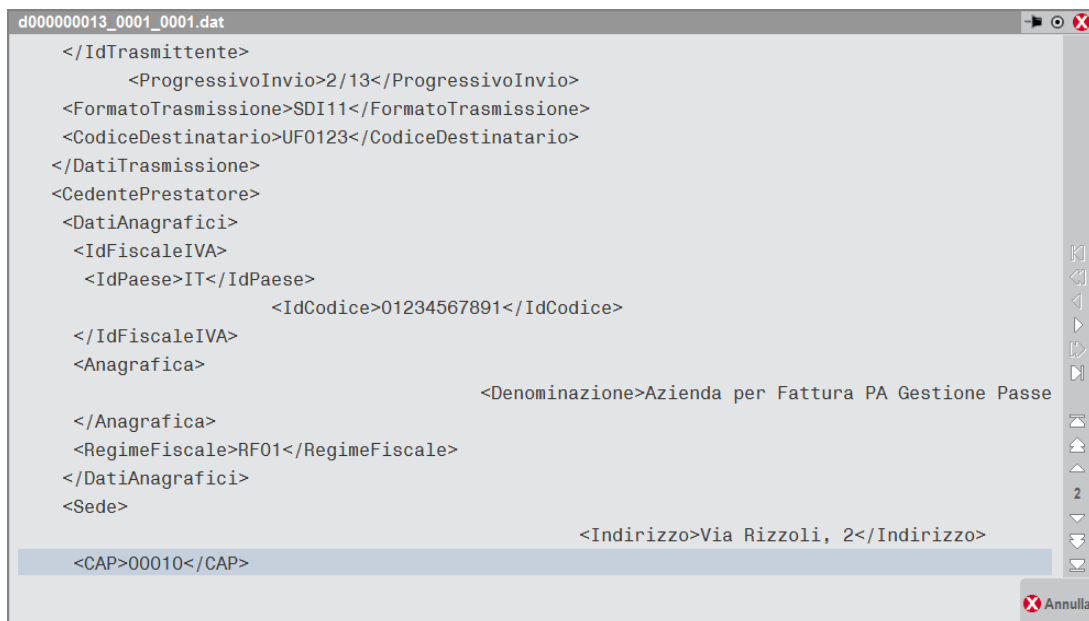 d000000013_0001_0001.dat
</IdTrasmittente>
<ProgressivoInvio>2/13</ProgressivoInvio>
<FormatoTrasmissione>SDI11</FormatoTrasmissione>
<CodiceDestinatario>UF0123</CodiceDestinatario>
</DatiTrasmissione>
<CedentePrestatore>
<DatiAnagrafici>
<IdFiscaleIVA>
<IdPaese>IT</IdPaese>
<IdCodice>01234567891</IdCodice>
</IdFiscaleIVA>
<Anagrafica>
<Denominazione>Azienda per Fattura PA Gestione Passe
</Anagrafica>
<RegimeFiscale>RF01</RegimeFiscale>
</DatiAnagrafici>
<Sede>
<Indirizzo>Via Rizzoli, 2</Indirizzo>
<CAP>00010</CAP>
2
Annulla